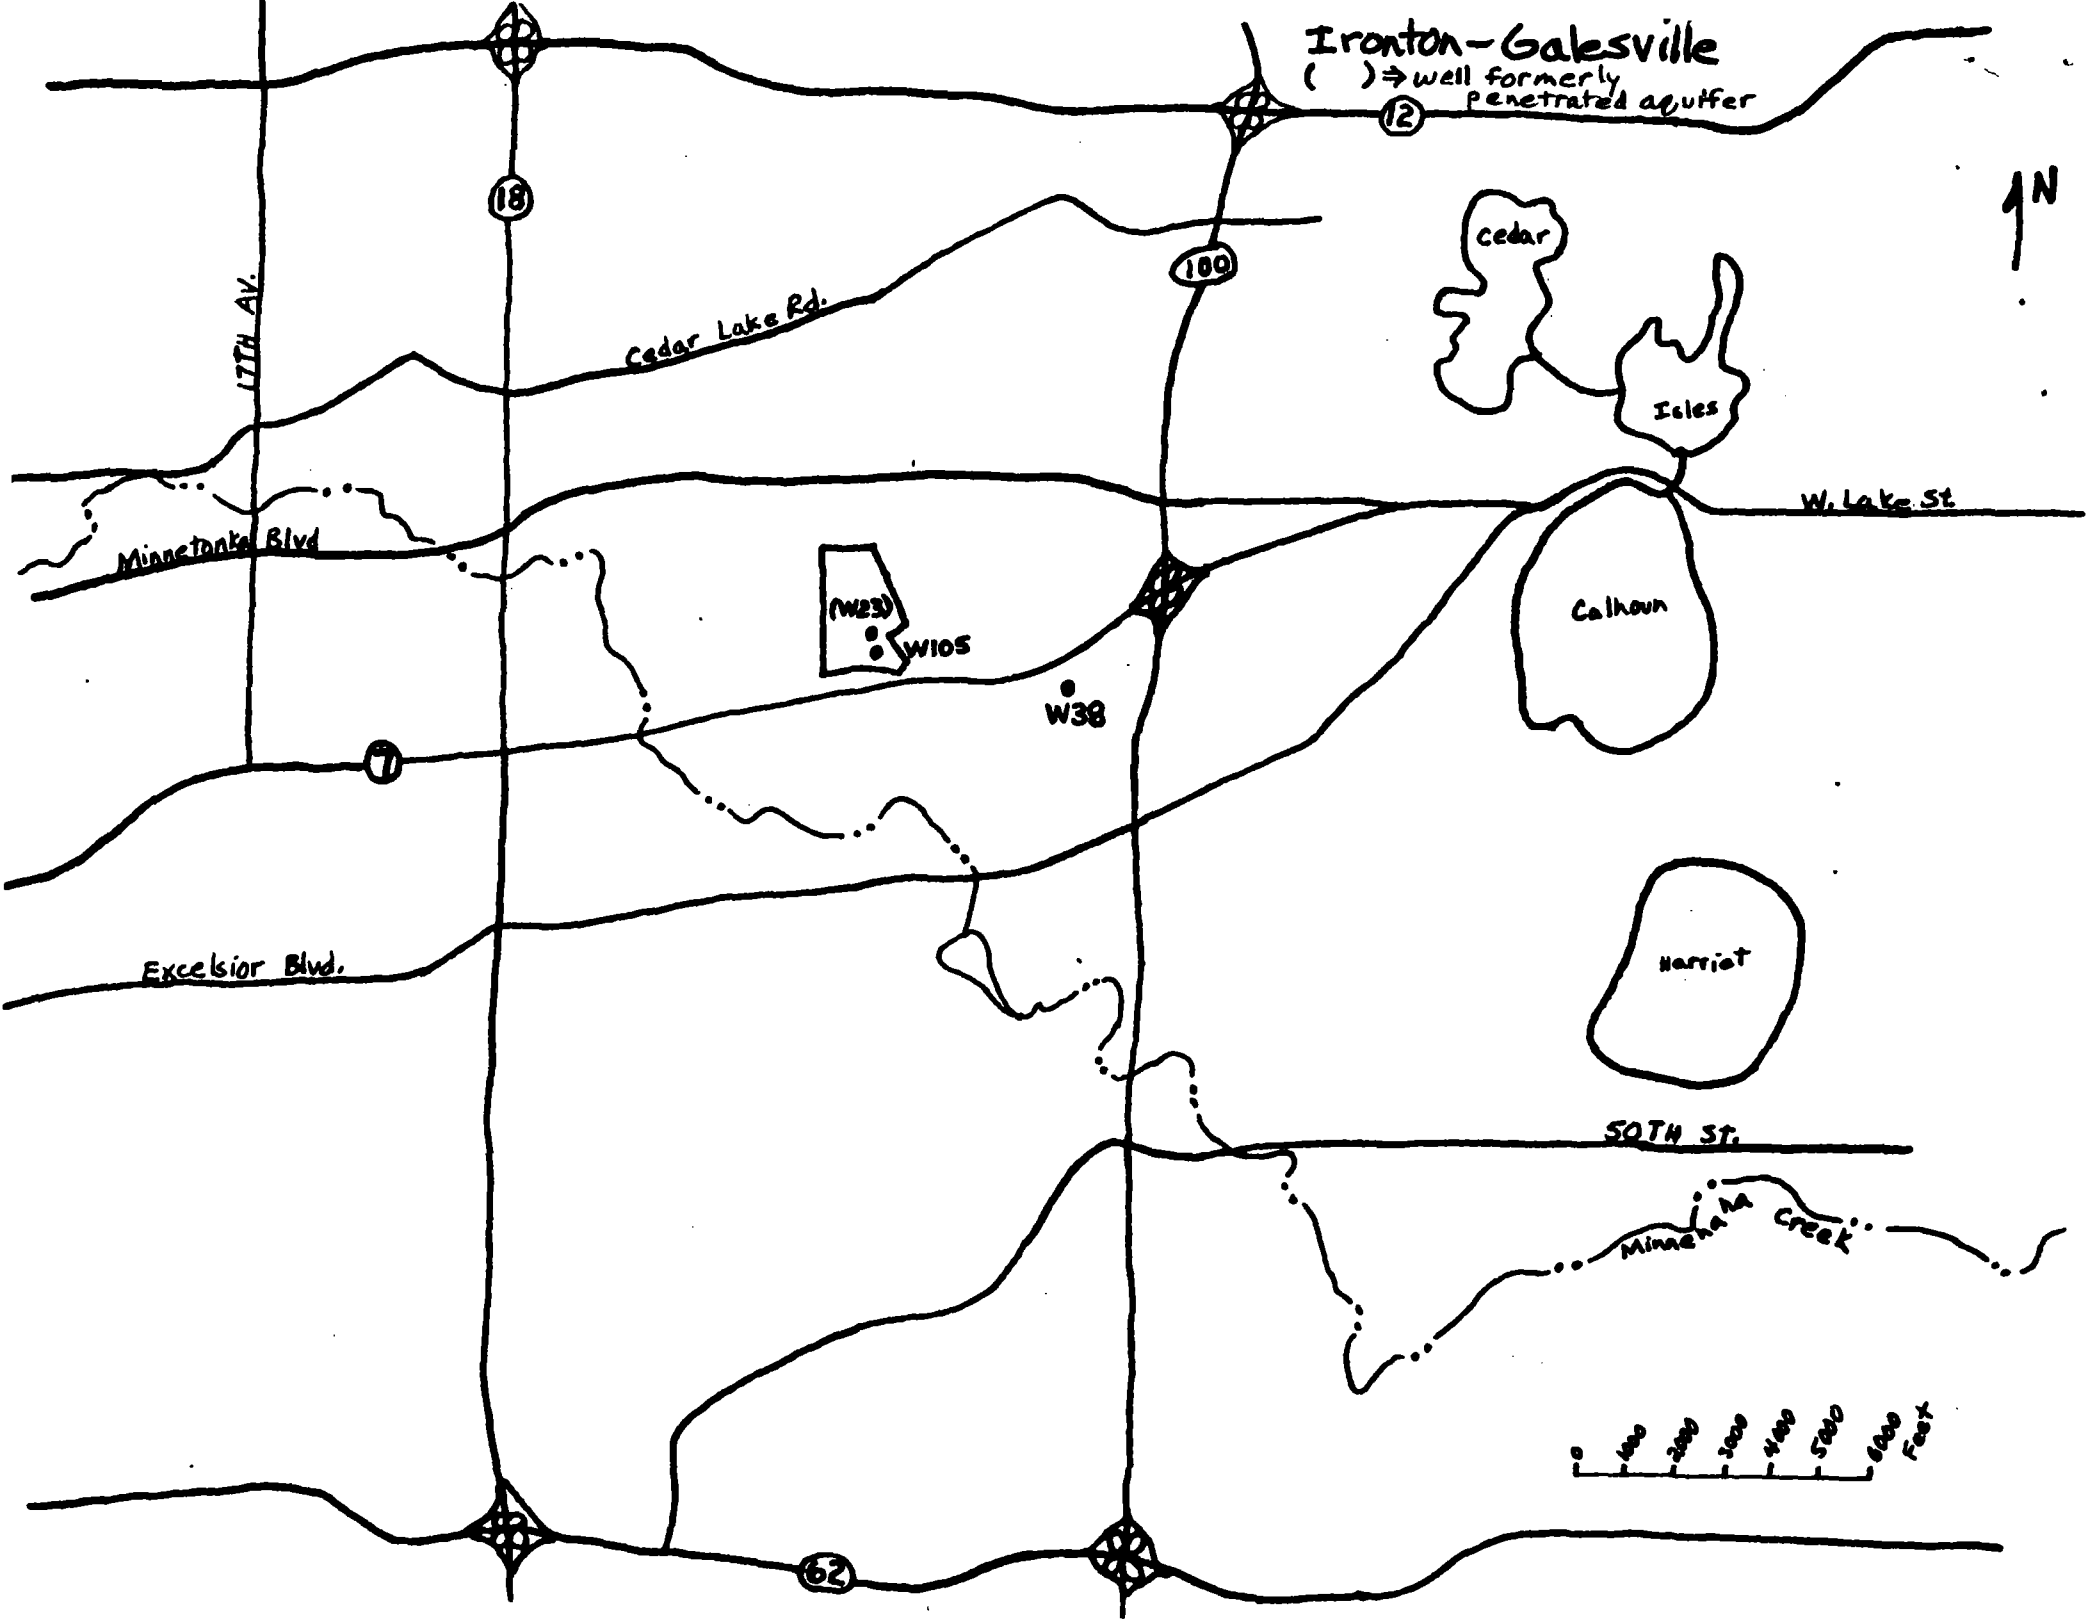 Ironton-Galesville
( ) ⇒ well formerly
penetrated aquifer
12
18
N
Cedar
100
17TH AV.
Cedar Lake Rd.
Isles
W. Lake St
Minnetonka Blvd
(W23)
W105
Calhoun
W38
7
Excelsior Blvd.
Harriet
50TH St.
Minnehaha Creek
0 1000 2000 3000 4000 5000 6000 Feet
62